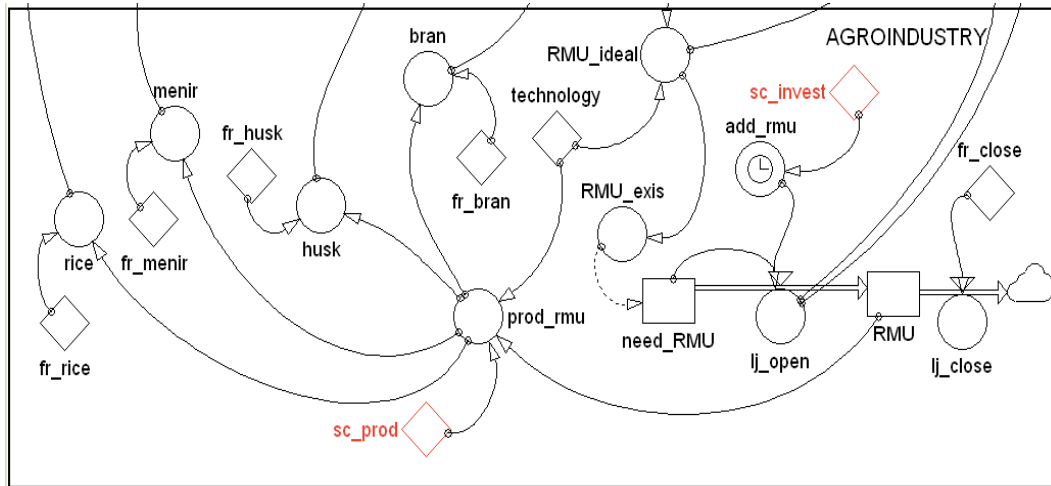 bran
RMU_ideal
AGROINDUSTRY
menir
technology
sc_invest
fr_husk
add_rmu
fr_close
RMU_exis
fr_bran
rice
fr_menir
husk
prod_rmu
need_RMU
lj_open
RMU
lj_close
fr_rice
sc_prod